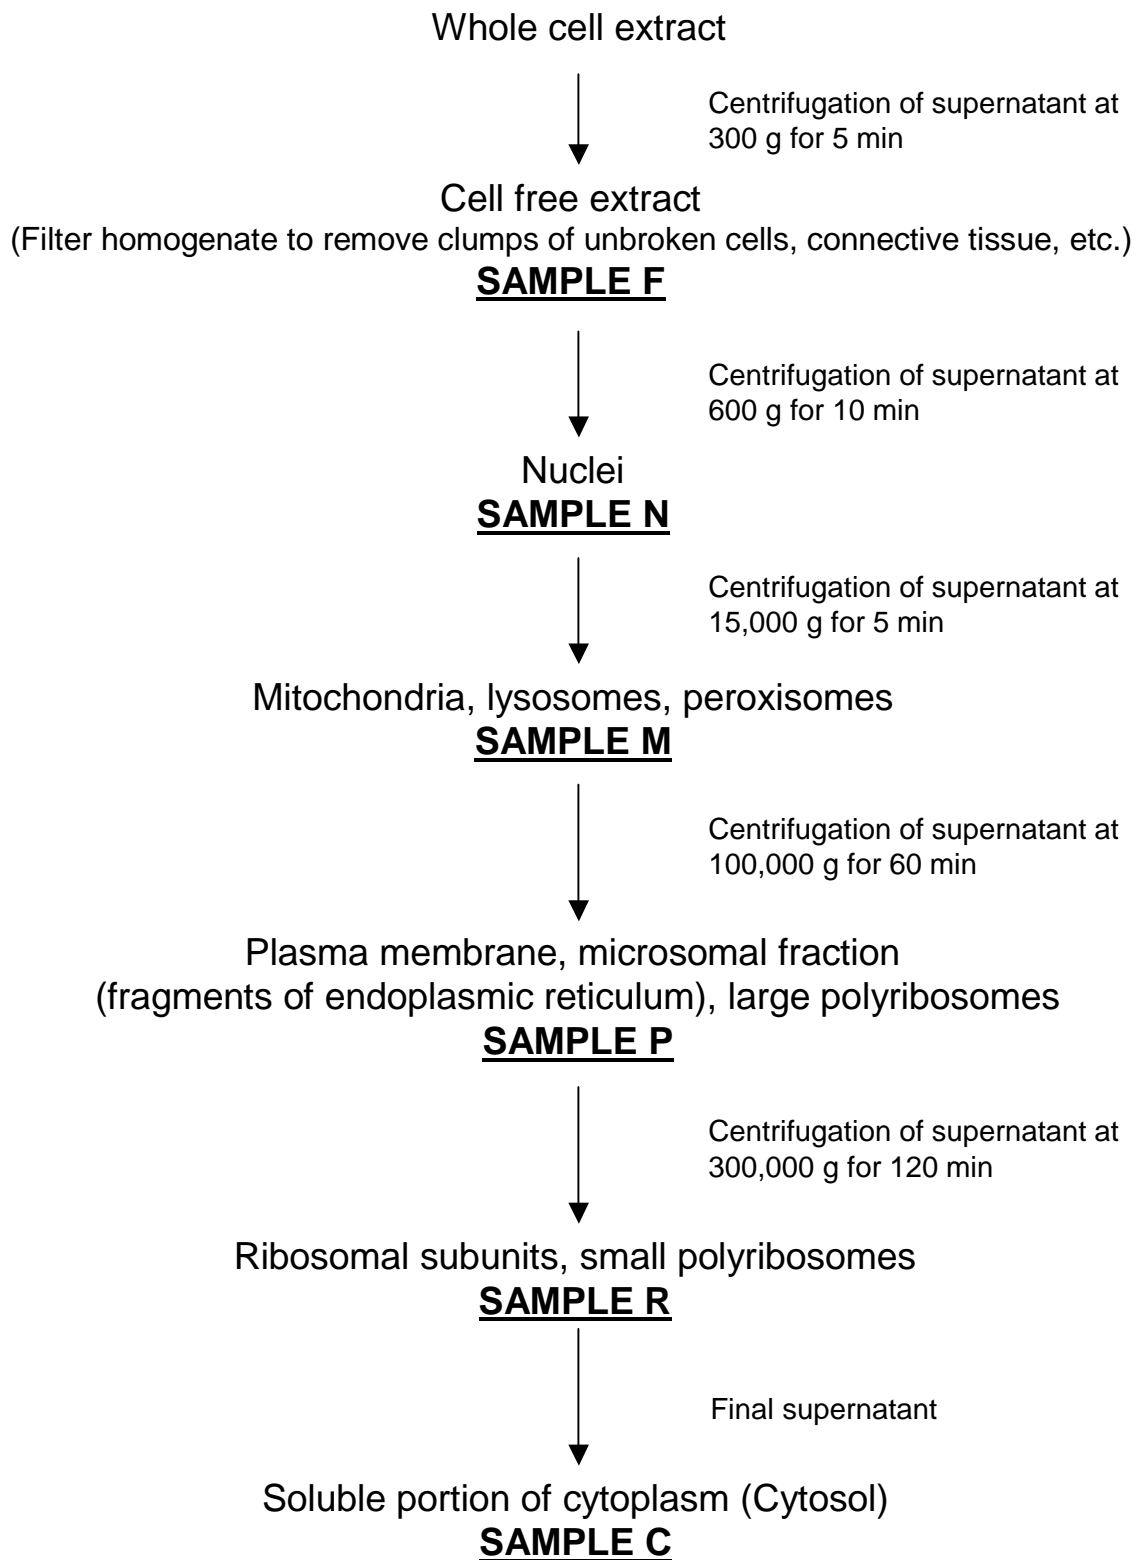 Whole cell extract
Centrifugation of supernatant at
300 g for 5 min
Cell free extract
(Filter homogenate to remove clumps of unbroken cells, connective tissue, etc.)
SAMPLE F
Centrifugation of supernatant at
600 g for 10 min
Nuclei
SAMPLE N
Centrifugation of supernatant at
15,000 g for 5 min
Mitochondria, lysosomes, peroxisomes
SAMPLE M
Centrifugation of supernatant at
100,000 g for 60 min
Plasma membrane, microsomal fraction
(fragments of endoplasmic reticulum), large polyribosomes
SAMPLE P
Centrifugation of supernatant at
300,000 g for 120 min
Ribosomal subunits, small polyribosomes
SAMPLE R
Final supernatant
Soluble portion of cytoplasm (Cytosol)
SAMPLE C